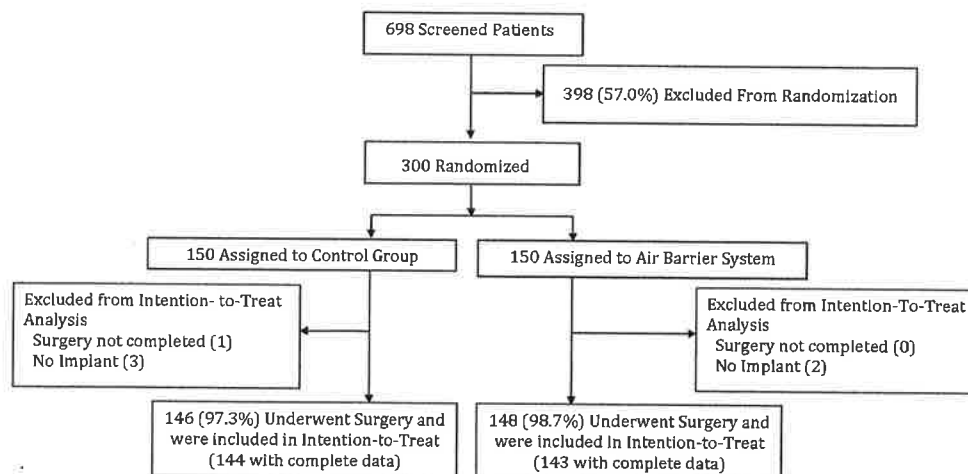 698 Screened Patients
398 (57.0%) Excluded From Randomization
300 Randomized
150 Assigned to Control Group
150 Assigned to Air Barrier System
Excluded from Intention- to-Treat
Analysis
Surgery not completed (1)
No Implant (3)
Excluded from Intention-To-Treat
Analysis
Surgery not completed (0)
No Implant (2)
146 (97.3%) Underwent Surgery and
were included in Intention-to-Treat
(144 with complete data)
148 (98.7%) Underwent Surgery and
were included in Intention-to-Treat
(143 with complete data)